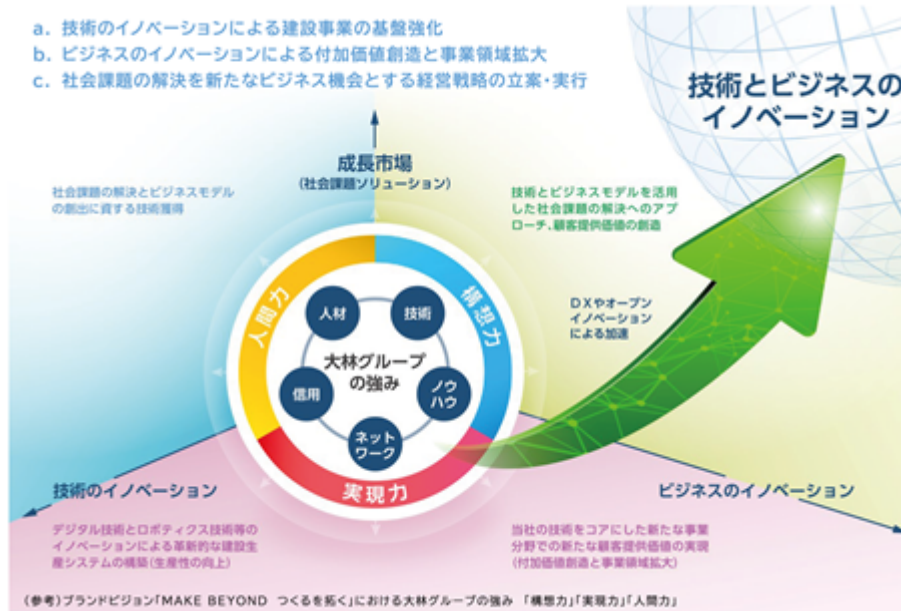 a. 技術のイノベーションによる建設事業の基盤強化
b. ビジネスのイノベーションによる付加価値創造と事業領域拡大
c. 社会課題の解決を新たなビジネス機会とする経営戦略の立案・実行
技術とビジネスの
イノベーション
成長市場
(社会課題ソリューション)
社会課題の解決とビジネスモデル
の創出に資する技術獲得
技術とビジネスモデルを活用
した社会課題の解決へのアプ
ローチ、顧客提供価値の創造
DXやオープン
イノベーション
による加速
人間力
構想力
実現力
人材
技術
大林グループ
の強み
信用
ノウ
ハウ
ネット
ワーク
技術のイノベーション
ビジネスのイノベーション
デジタル技術とロボティクス技術等の
イノベーションによる革新的な建設生
産システムの構築(生産性の向上)
当社の技術をコアにした新たな事業
分野での新たな顧客提供価値の実現
(付加価値創造と事業領域拡大)
(参考)ブランドビジョン「MAKE BEYOND つくるを拓く」における大林グループの強み 「構想力」「実現力」「人間力」